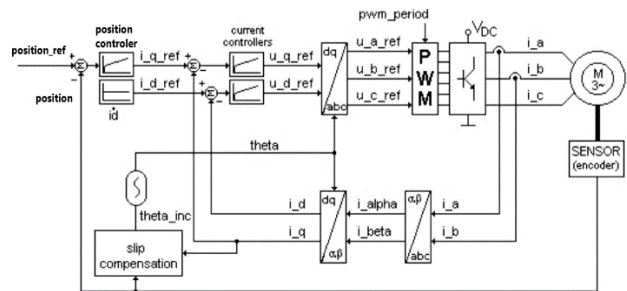 pwm_period
position
controler
current
controllers
V DC
position_ref
i_q_ref
u_q_ref
dq
u_a_ref
P
W
M
i_a
i_d_ref
u_d_ref
u_b_ref
i_b
M
3~
position
id
abc
u_c_ref
i_c
theta
SENSOR
(encoder)
theta_inc
i_d
dq
i_alpha
α,β
i_a
slip
compensation
i_q
α,β
i_beta
abc
i_b